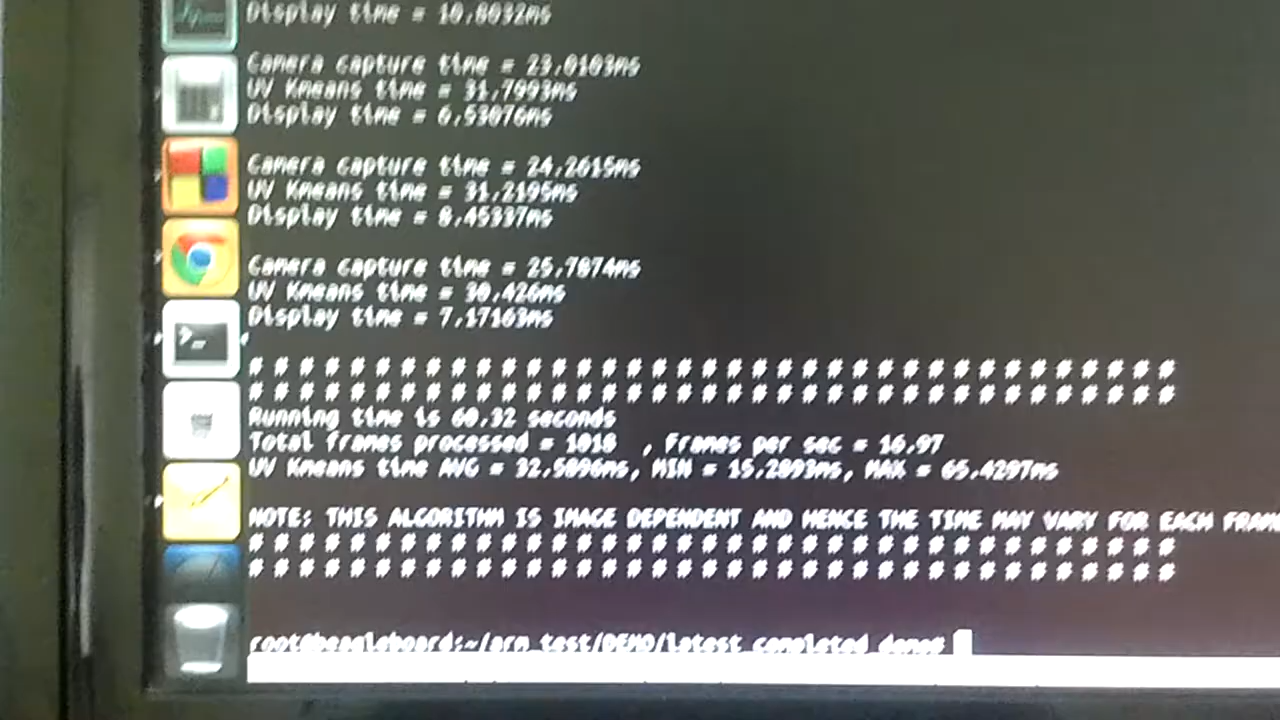 Display time = 10.8032ms
Camera capture time = 23.0103ms
UV Kmeans time = 31.7993ms
Display time = 6.53076ms
Camera capture time = 24.2615ms
UV Kmeans time = 31.2195ms
Display time = 8.45337ms
Camera capture time = 25.7874ms
UV Kmeans time = 30.426ms
Display time = 7.17163ms
# # # # # # # # # # # # # # # # # # # # # # # # # # # # # # # # # # # # #
# # # # # # # # # # # # # # # # # # # # # # # # # # # # # # # # # # # # #
Running time is 60.32 seconds
Total frames processed = 1018 , Frames per sec = 16.97
UV Kmeans time AVG = 32.5896ms, MIN = 15.2893ms, MAX = 65.4297ms
NOTE: THIS ALGORITHM IS IMAGE DEPENDENT AND HENCE THE TIME MAY VARY FOR EACH FRAM
# # # # # # # # # # # # # # # # # # # # # # # # # # # # # # # # # # # # #
# # # # # # # # # # # # # # # # # # # # # # # # # # # # # # # # # # # # #
root@beagleboard:~/arm_test/DEMO/latest_completed_demo#